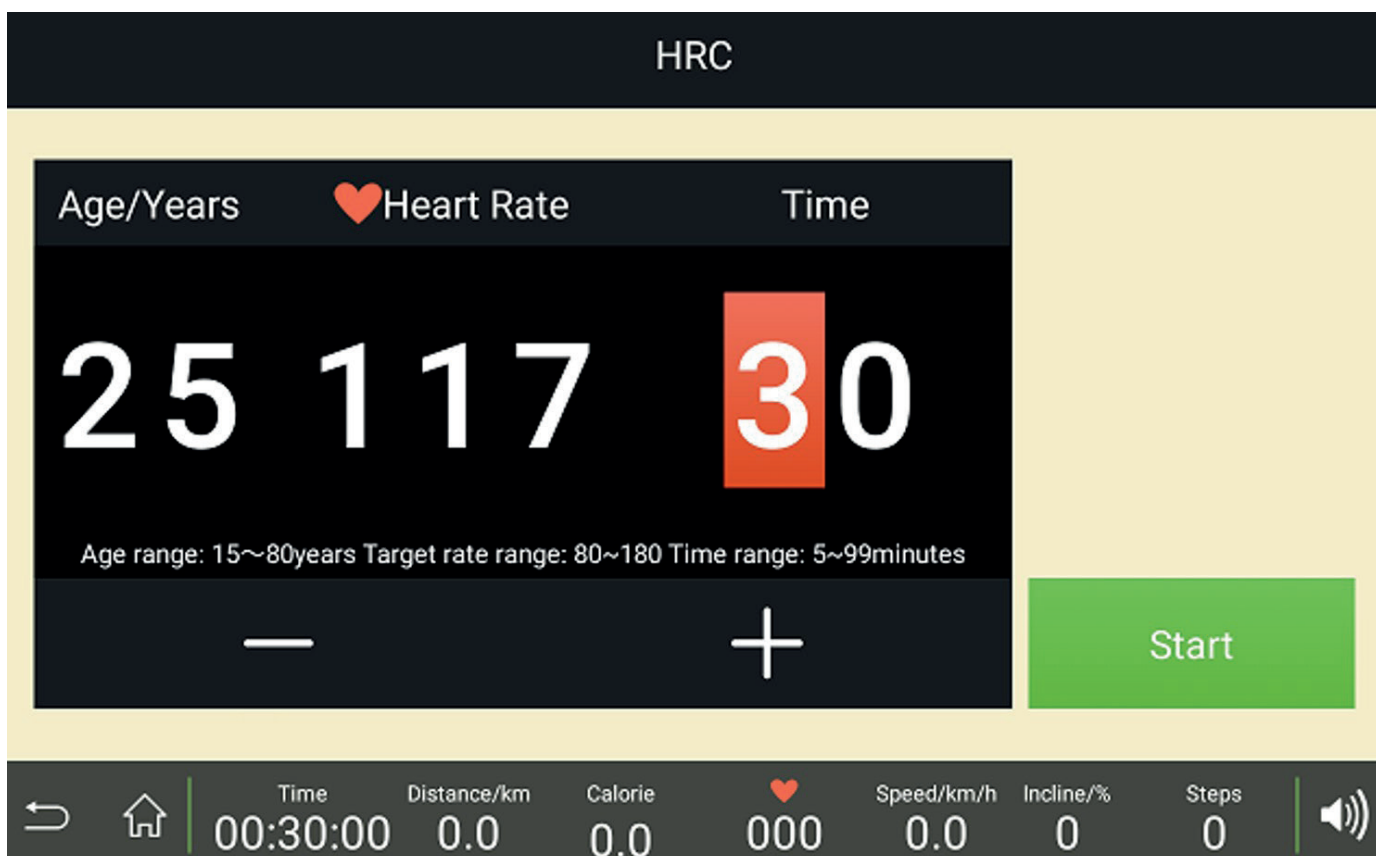 HRC
Age/Years Heart Rate Time
25 117 30
Age range: 15～80years Target rate range: 80~180 Time range: 5~99minutes
— +
Start
Time Distance/km Calorie Speed/km/h Incline/% Steps
00:30:00 0.0 0.0 000 0.0 0 0